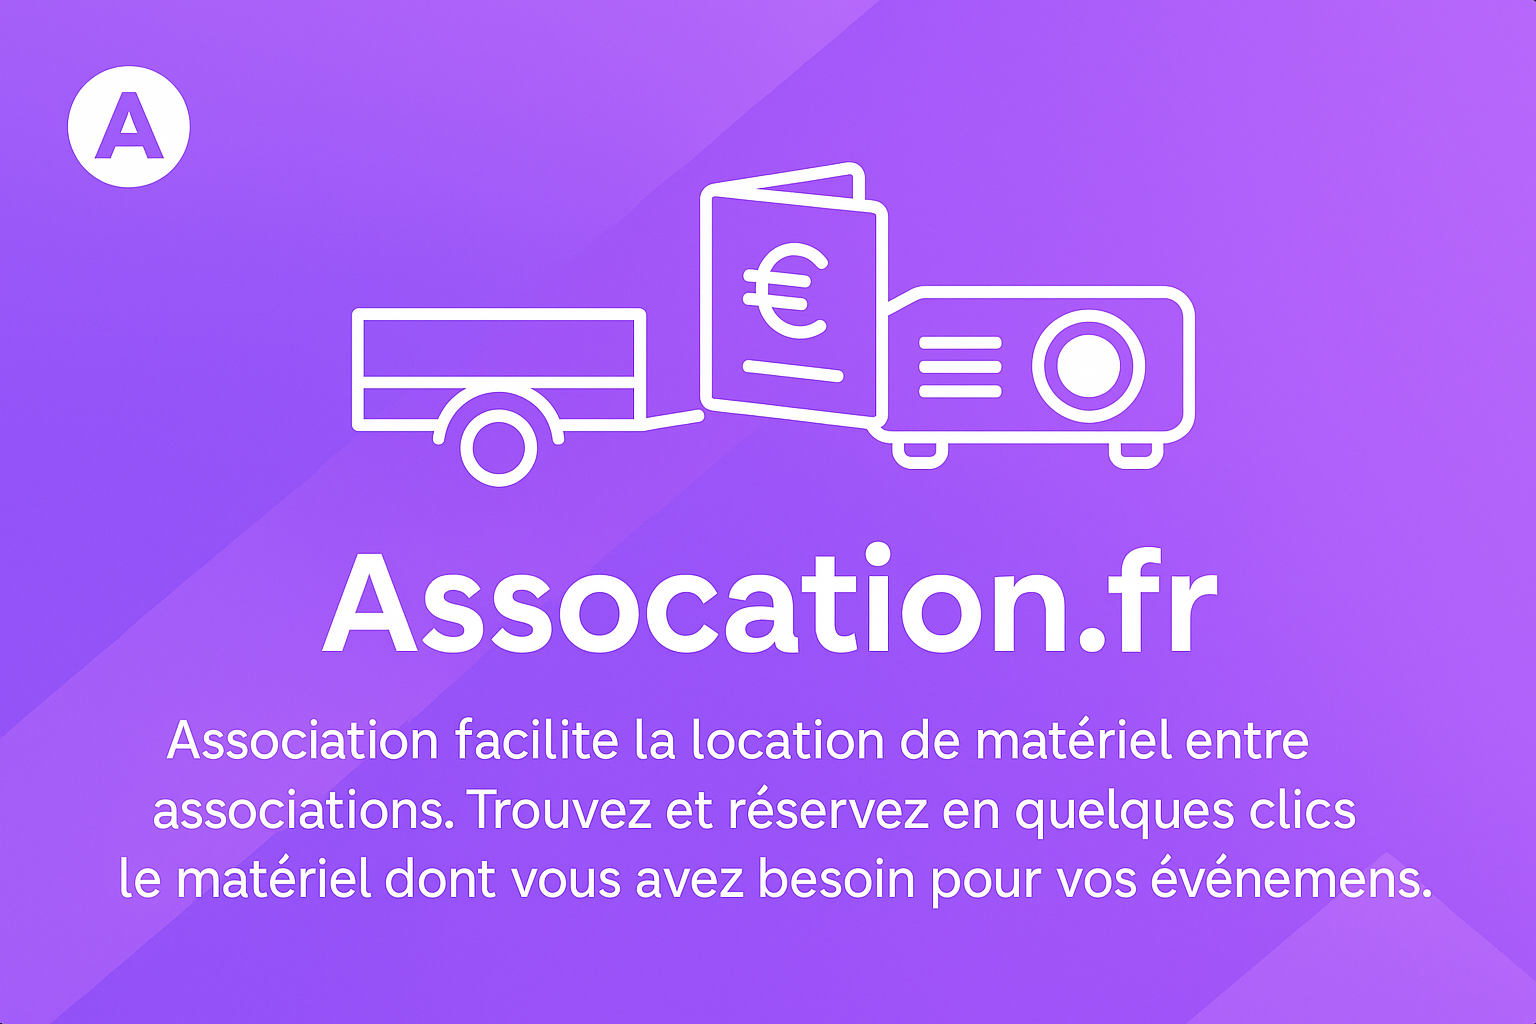 A
€
Assocation.fr
Association facilite la location de matériel entre
associations. Trouvez et réservez en quelques clics
le matériel dont vous avez besoin pour vos événemens.